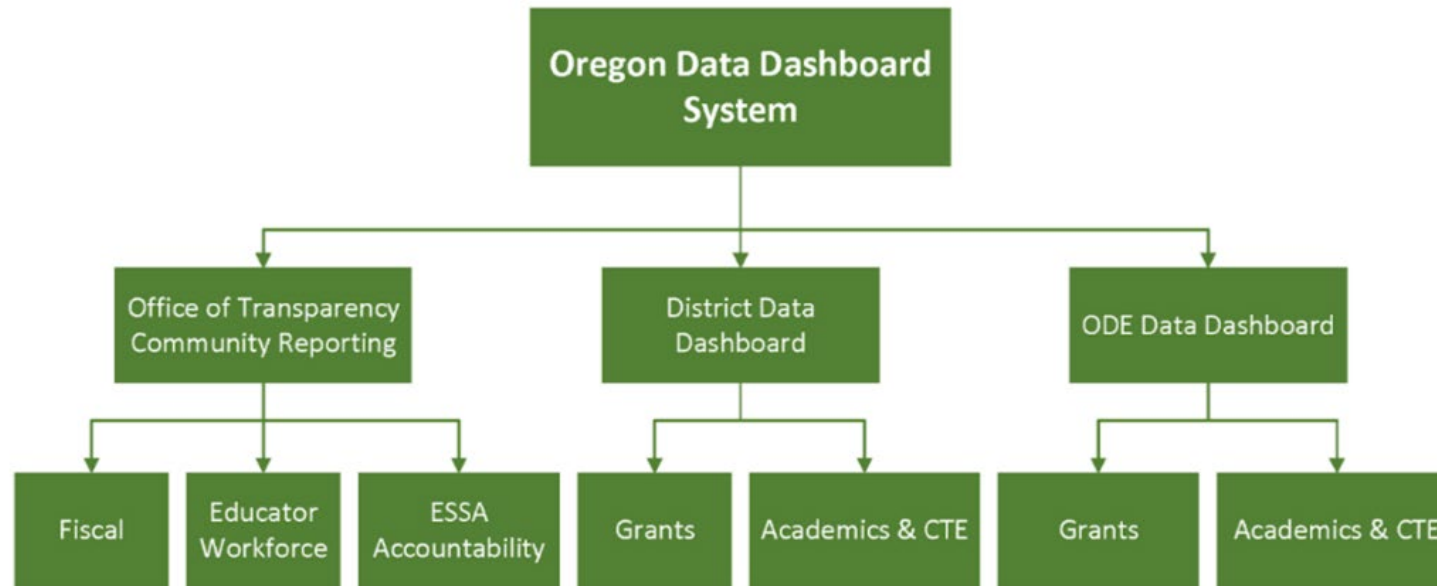 Oregon Data Dashboard
System
Office of Transparency
Community Reporting
District Data
Dashboard
ODE Data Dashboard
Fiscal
Educator
Workforce
ESSA
Accountability
Grants
Academics & CTE
Grants
Academics & CTE